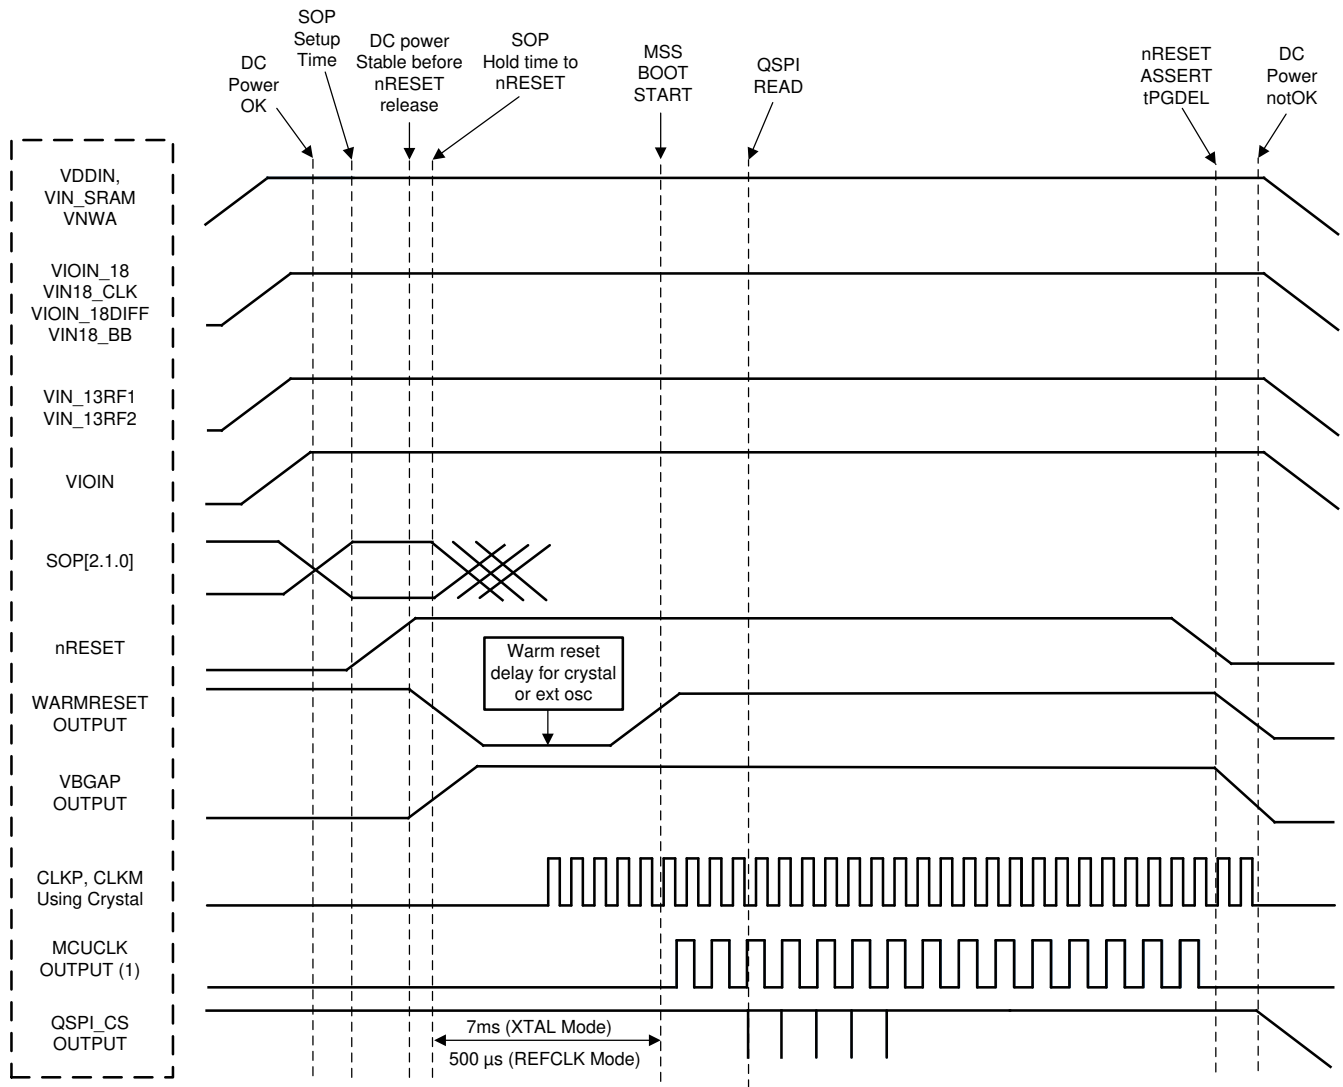 SOP
Setup
Time
DC
Power
OK
DC power
Stable before
nRESET
release
SOP
Hold time to
nRESET
MSS
BOOT
START
QSPI
READ
nRESET
ASSERT
tPGDEL
DC
Power
notOK
VDDIN,
VIN_SRAM
VNWA
VIOIN_18
VIN18_CLK
VIOIN_18DIFF
VIN18_BB
VIN_13RF1
VIN_13RF2
VIOIN
SOP[2.1.0]
nRESET
Warm reset
delay for crystal
or ext osc
WARMRESET
OUTPUT
VBGAP
OUTPUT
CLKP, CLKM
Using Crystal
MCUCLK
OUTPUT (1)
QSPI_CS
OUTPUT
7ms (XTAL Mode)
500 µs (REFCLK Mode)